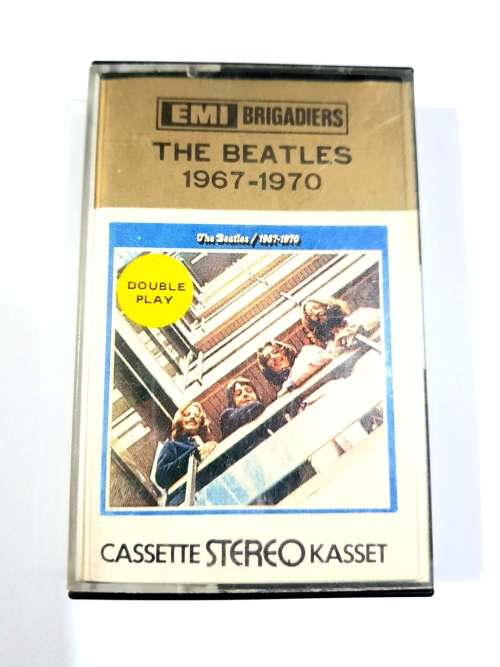 EMI BRIGADIERS
THE BEATLES
1967-1970
The Beatles / 1967-1970
DOUBLE
PLAY
CASSETTE STEREO KASSET